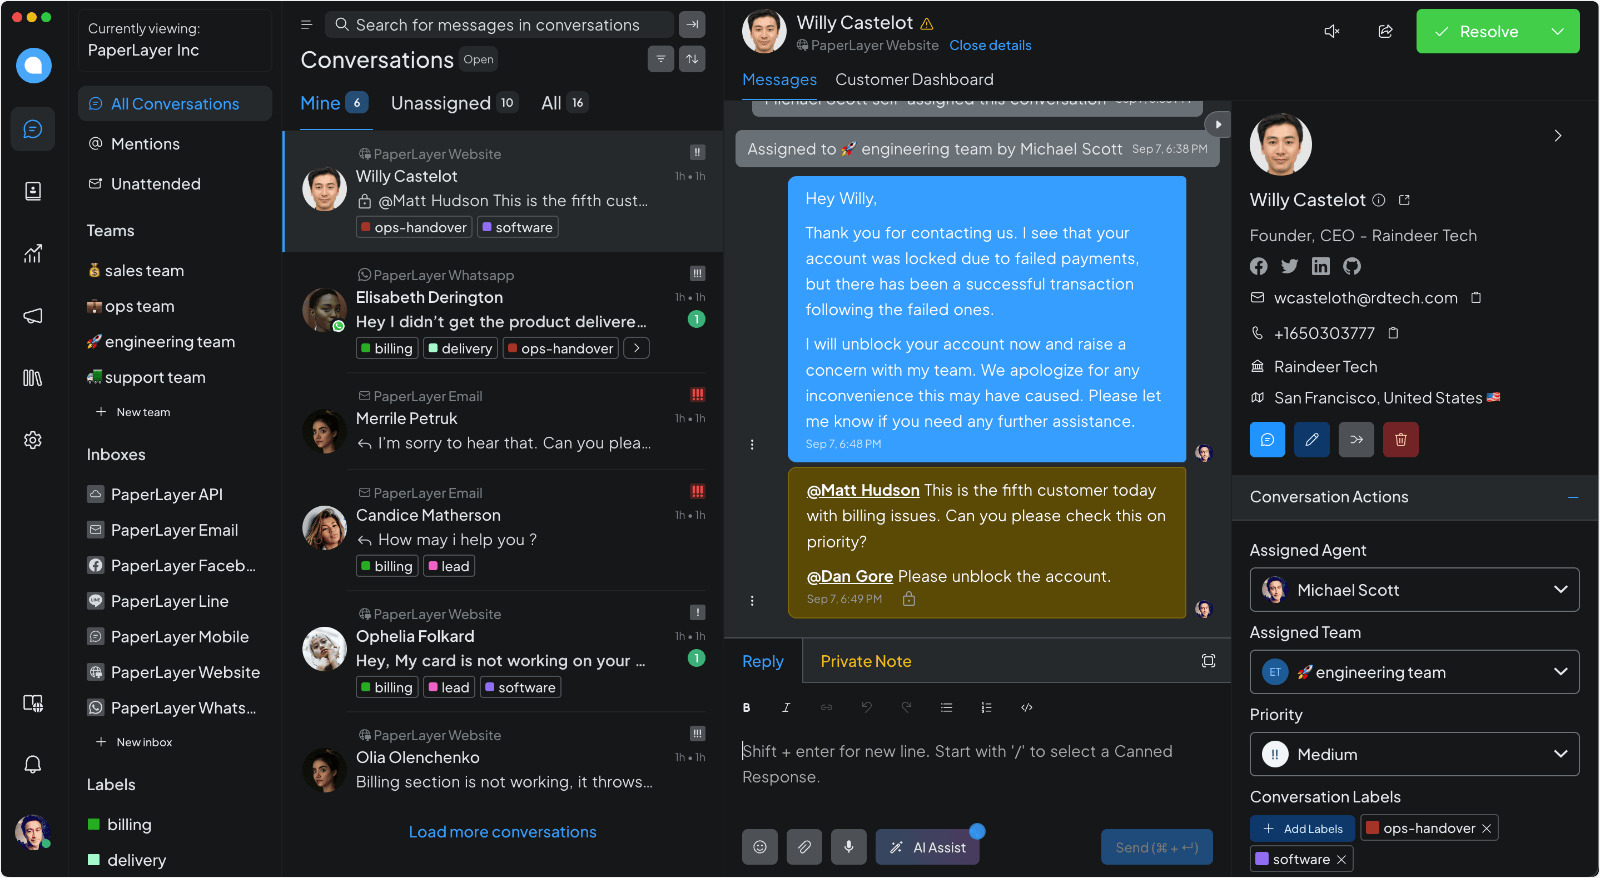 Currently viewing:
PaperLayer Inc
All Conversations
Mentions
Unattended
Teams
💰 sales team
💼 ops team
🚀 engineering team
🚛 support team
+ New team
Inboxes
PaperLayer API
PaperLayer Email
PaperLayer Faceb...
PaperLayer Line
PaperLayer Mobile
PaperLayer Website
PaperLayer Whats...
+ New inbox
Labels
billing
delivery
Search for messages in conversations
Conversations Open
Mine 6 Unassigned 10 All 16
PaperLayer Website !!
Willy Castelot 1h • 1h
@Matt Hudson This is the fifth cust...
ops-handover software
PaperLayer Whatsapp !!!
Elisabeth Derington 1h • 1h
Hey I didn't get the product delivere... 1
billing delivery ops-handover
PaperLayer Email !!!
Merrile Petruk 1h • 1h
I'm sorry to hear that. Can you plea...
PaperLayer Email !!!
Candice Matherson 1h • 1h
How may i help you ?
billing lead
PaperLayer Website !
Ophelia Folkard 1h • 1h
Hey, My card is not working on your ... 1
billing lead software
PaperLayer Website !!!
Olia Olenchenko 1h • 1h
Billing section is not working, it throws...
Load more conversations
Willy Castelot
PaperLayer Website Close details
Resolve
Messages Customer Dashboard
Michael Scott self-assigned this conversation
Assigned to 🚀 engineering team by Michael Scott Sep 7, 6:38 PM
Hey Willy,
Thank you for contacting us. I see that your
account was locked due to failed payments,
but there has been a successful transaction
following the failed ones.
I will unblock your account now and raise a
concern with my team. We apologize for any
inconvenience this may have caused. Please let
me know if you need any further assistance.
Sep 7, 6:48 PM
@Matt Hudson This is the fifth customer today
with billing issues. Can you please check this on
priority?
@Dan Gore Please unblock the account.
Sep 7, 6:49 PM
Reply Private Note
B I
Shift + enter for new line. Start with '/' to select a Canned
Response.
AI Assist
Send (⌘ + ↵)
Willy Castelot
Founder, CEO - Raindeer Tech
wcasteloth@rdtech.com
+1650303777
Raindeer Tech
San Francisco, United States 🇺🇸
Conversation Actions
Assigned Agent
Michael Scott
Assigned Team
ET 🚀 engineering team
Priority
!! Medium
Conversation Labels
+ Add Labels ops-handover ×
software ×